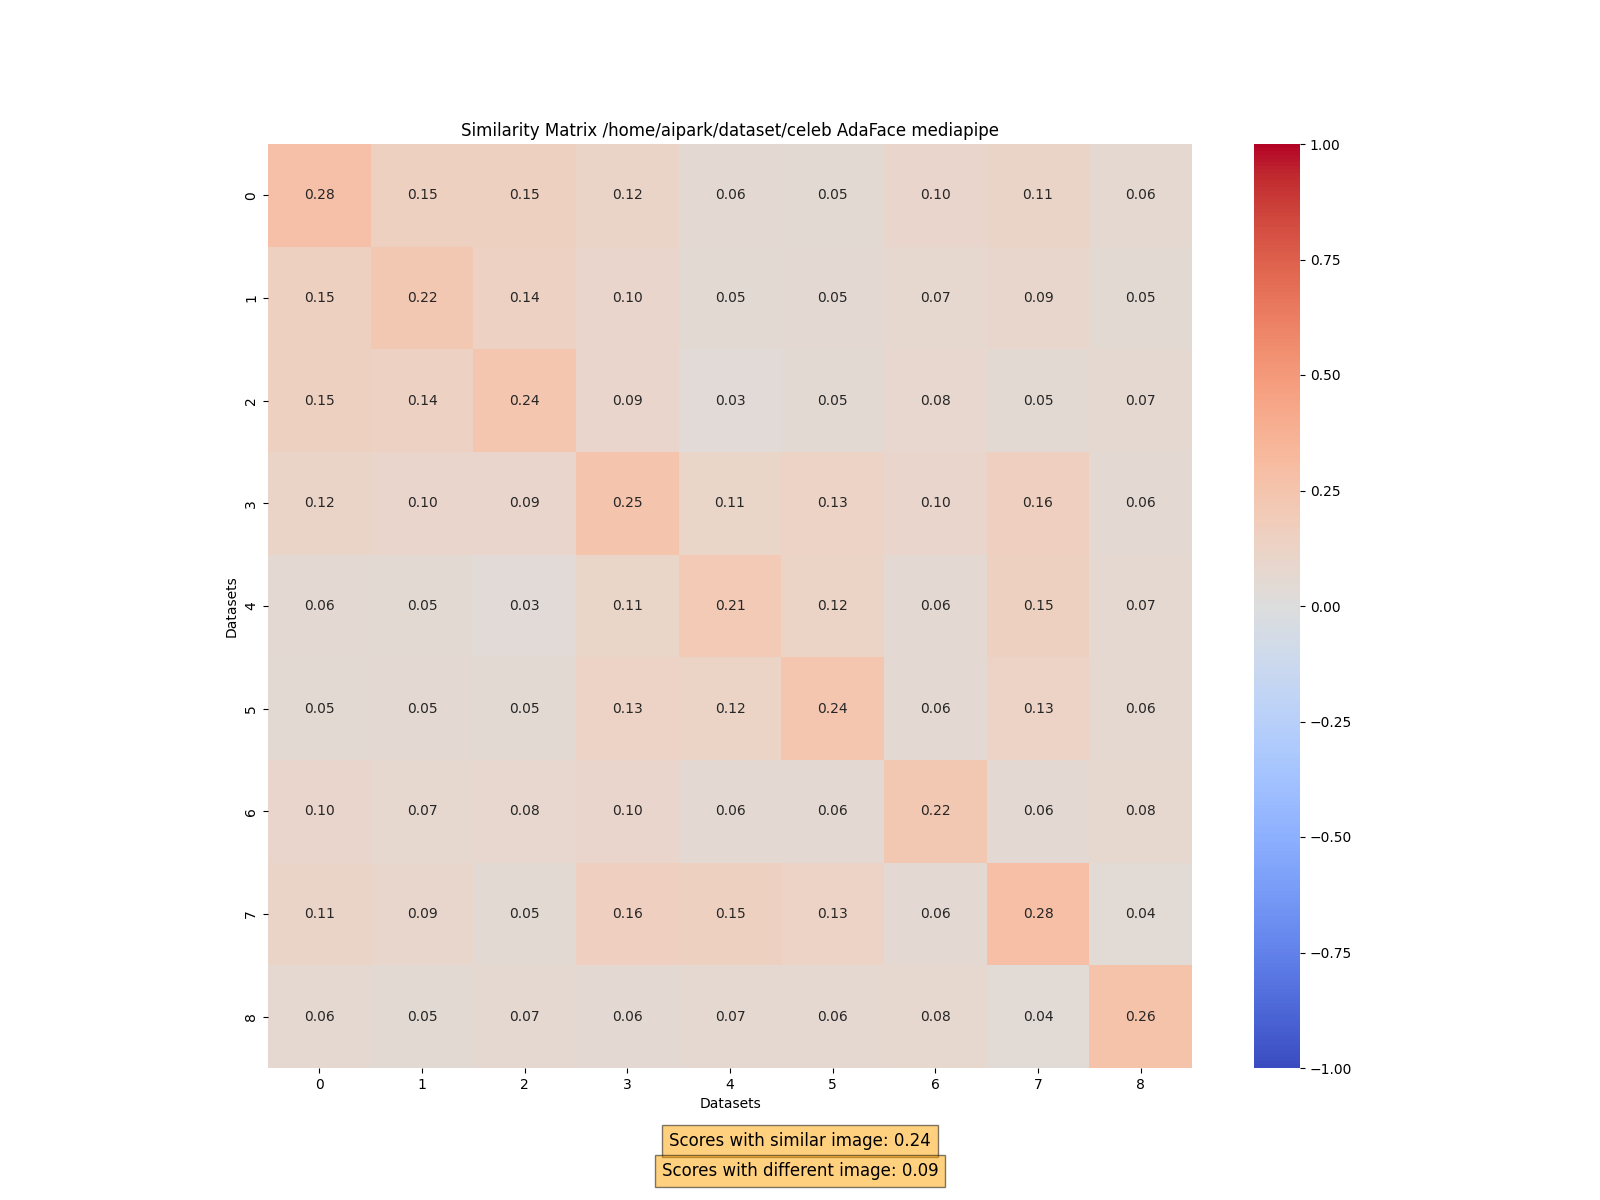 Similarity Matrix /home/aipark/dataset/celeb AdaFace mediapipe
0 0.28 0.15 0.15 0.12 0.06 0.05 0.10 0.11 0.06
1 0.15 0.22 0.14 0.10 0.05 0.05 0.07 0.09 0.05
2 0.15 0.14 0.24 0.09 0.03 0.05 0.08 0.05 0.07
3 0.12 0.10 0.09 0.25 0.11 0.13 0.10 0.16 0.06
4 0.06 0.05 0.03 0.11 0.21 0.12 0.06 0.15 0.07
5 0.05 0.05 0.05 0.13 0.12 0.24 0.06 0.13 0.06
6 0.10 0.07 0.08 0.10 0.06 0.06 0.22 0.06 0.08
7 0.11 0.09 0.05 0.16 0.15 0.13 0.06 0.28 0.04
8 0.06 0.05 0.07 0.06 0.07 0.06 0.08 0.04 0.26
Datasets
0 1 2 3 4 5 6 7 8
Datasets
1.00
0.75
0.50
0.25
0.00
−0.25
−0.50
−0.75
−1.00
Scores with similar image: 0.24
Scores with different image: 0.09